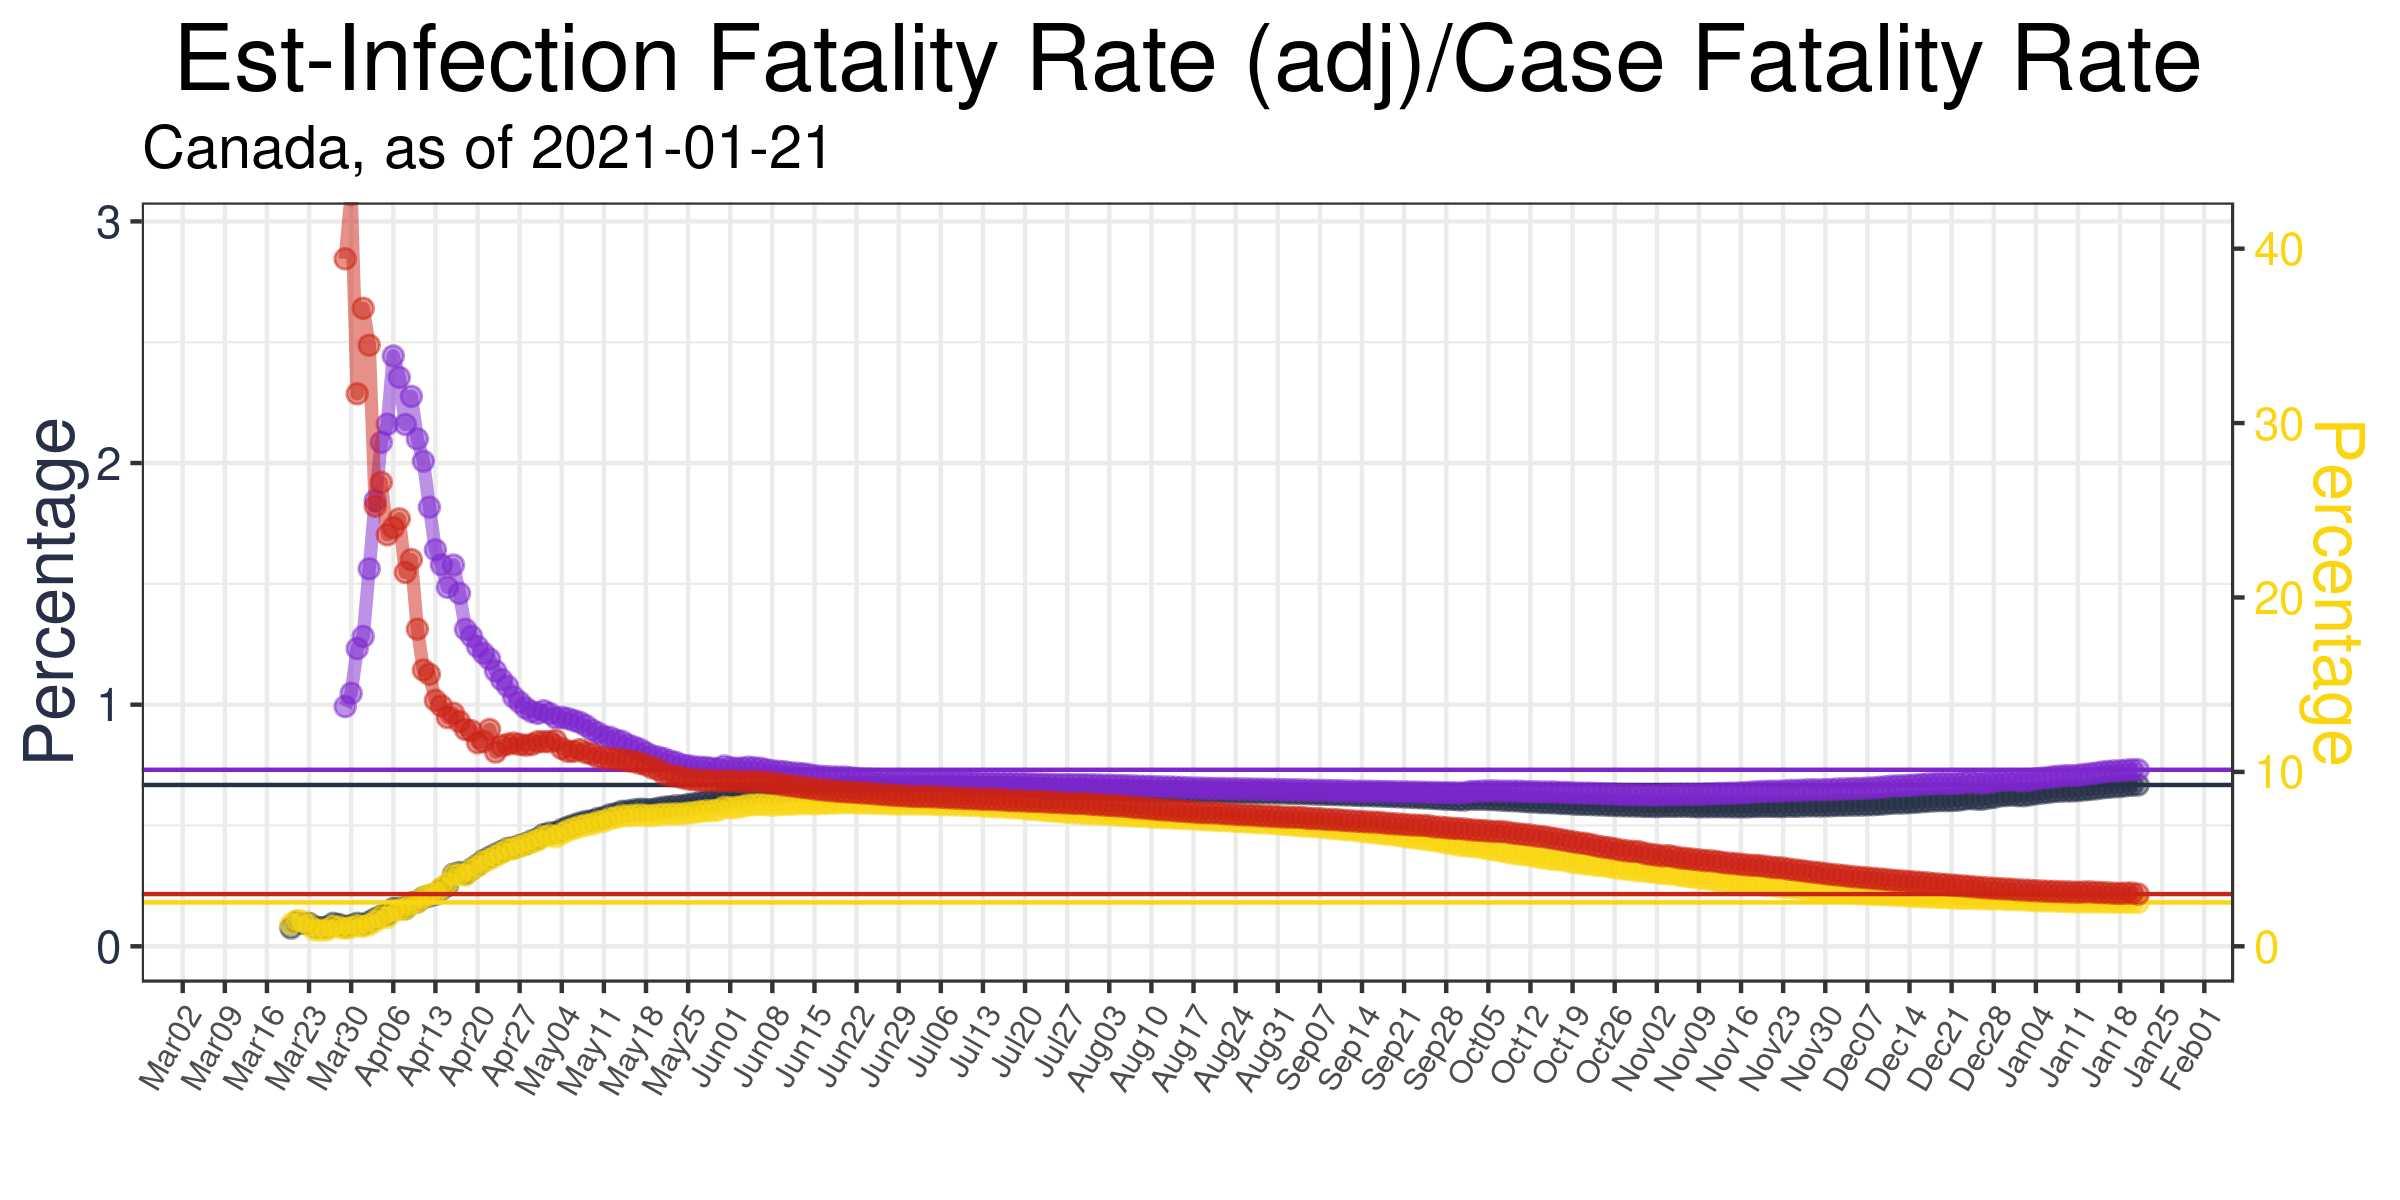 Est-Infection Fatality Rate (adj)/Case Fatality Rate
Canada, as of 2021-01-21
Percentage
3
2
1
0
40
30
20
10
0
Percentage
Mar02
Mar09
Mar16
Mar23
Mar30
Apr06
Apr13
Apr20
Apr27
May04
May11
May18
May25
Jun01
Jun08
Jun15
Jun22
Jun29
Jul06
Jul13
Jul20
Jul27
Aug03
Aug10
Aug17
Aug24
Aug31
Sep07
Sep14
Sep21
Sep28
Oct05
Oct12
Oct19
Oct26
Nov02
Nov09
Nov16
Nov23
Nov30
Dec07
Dec14
Dec21
Dec28
Jan04
Jan11
Jan18
Jan25
Feb01